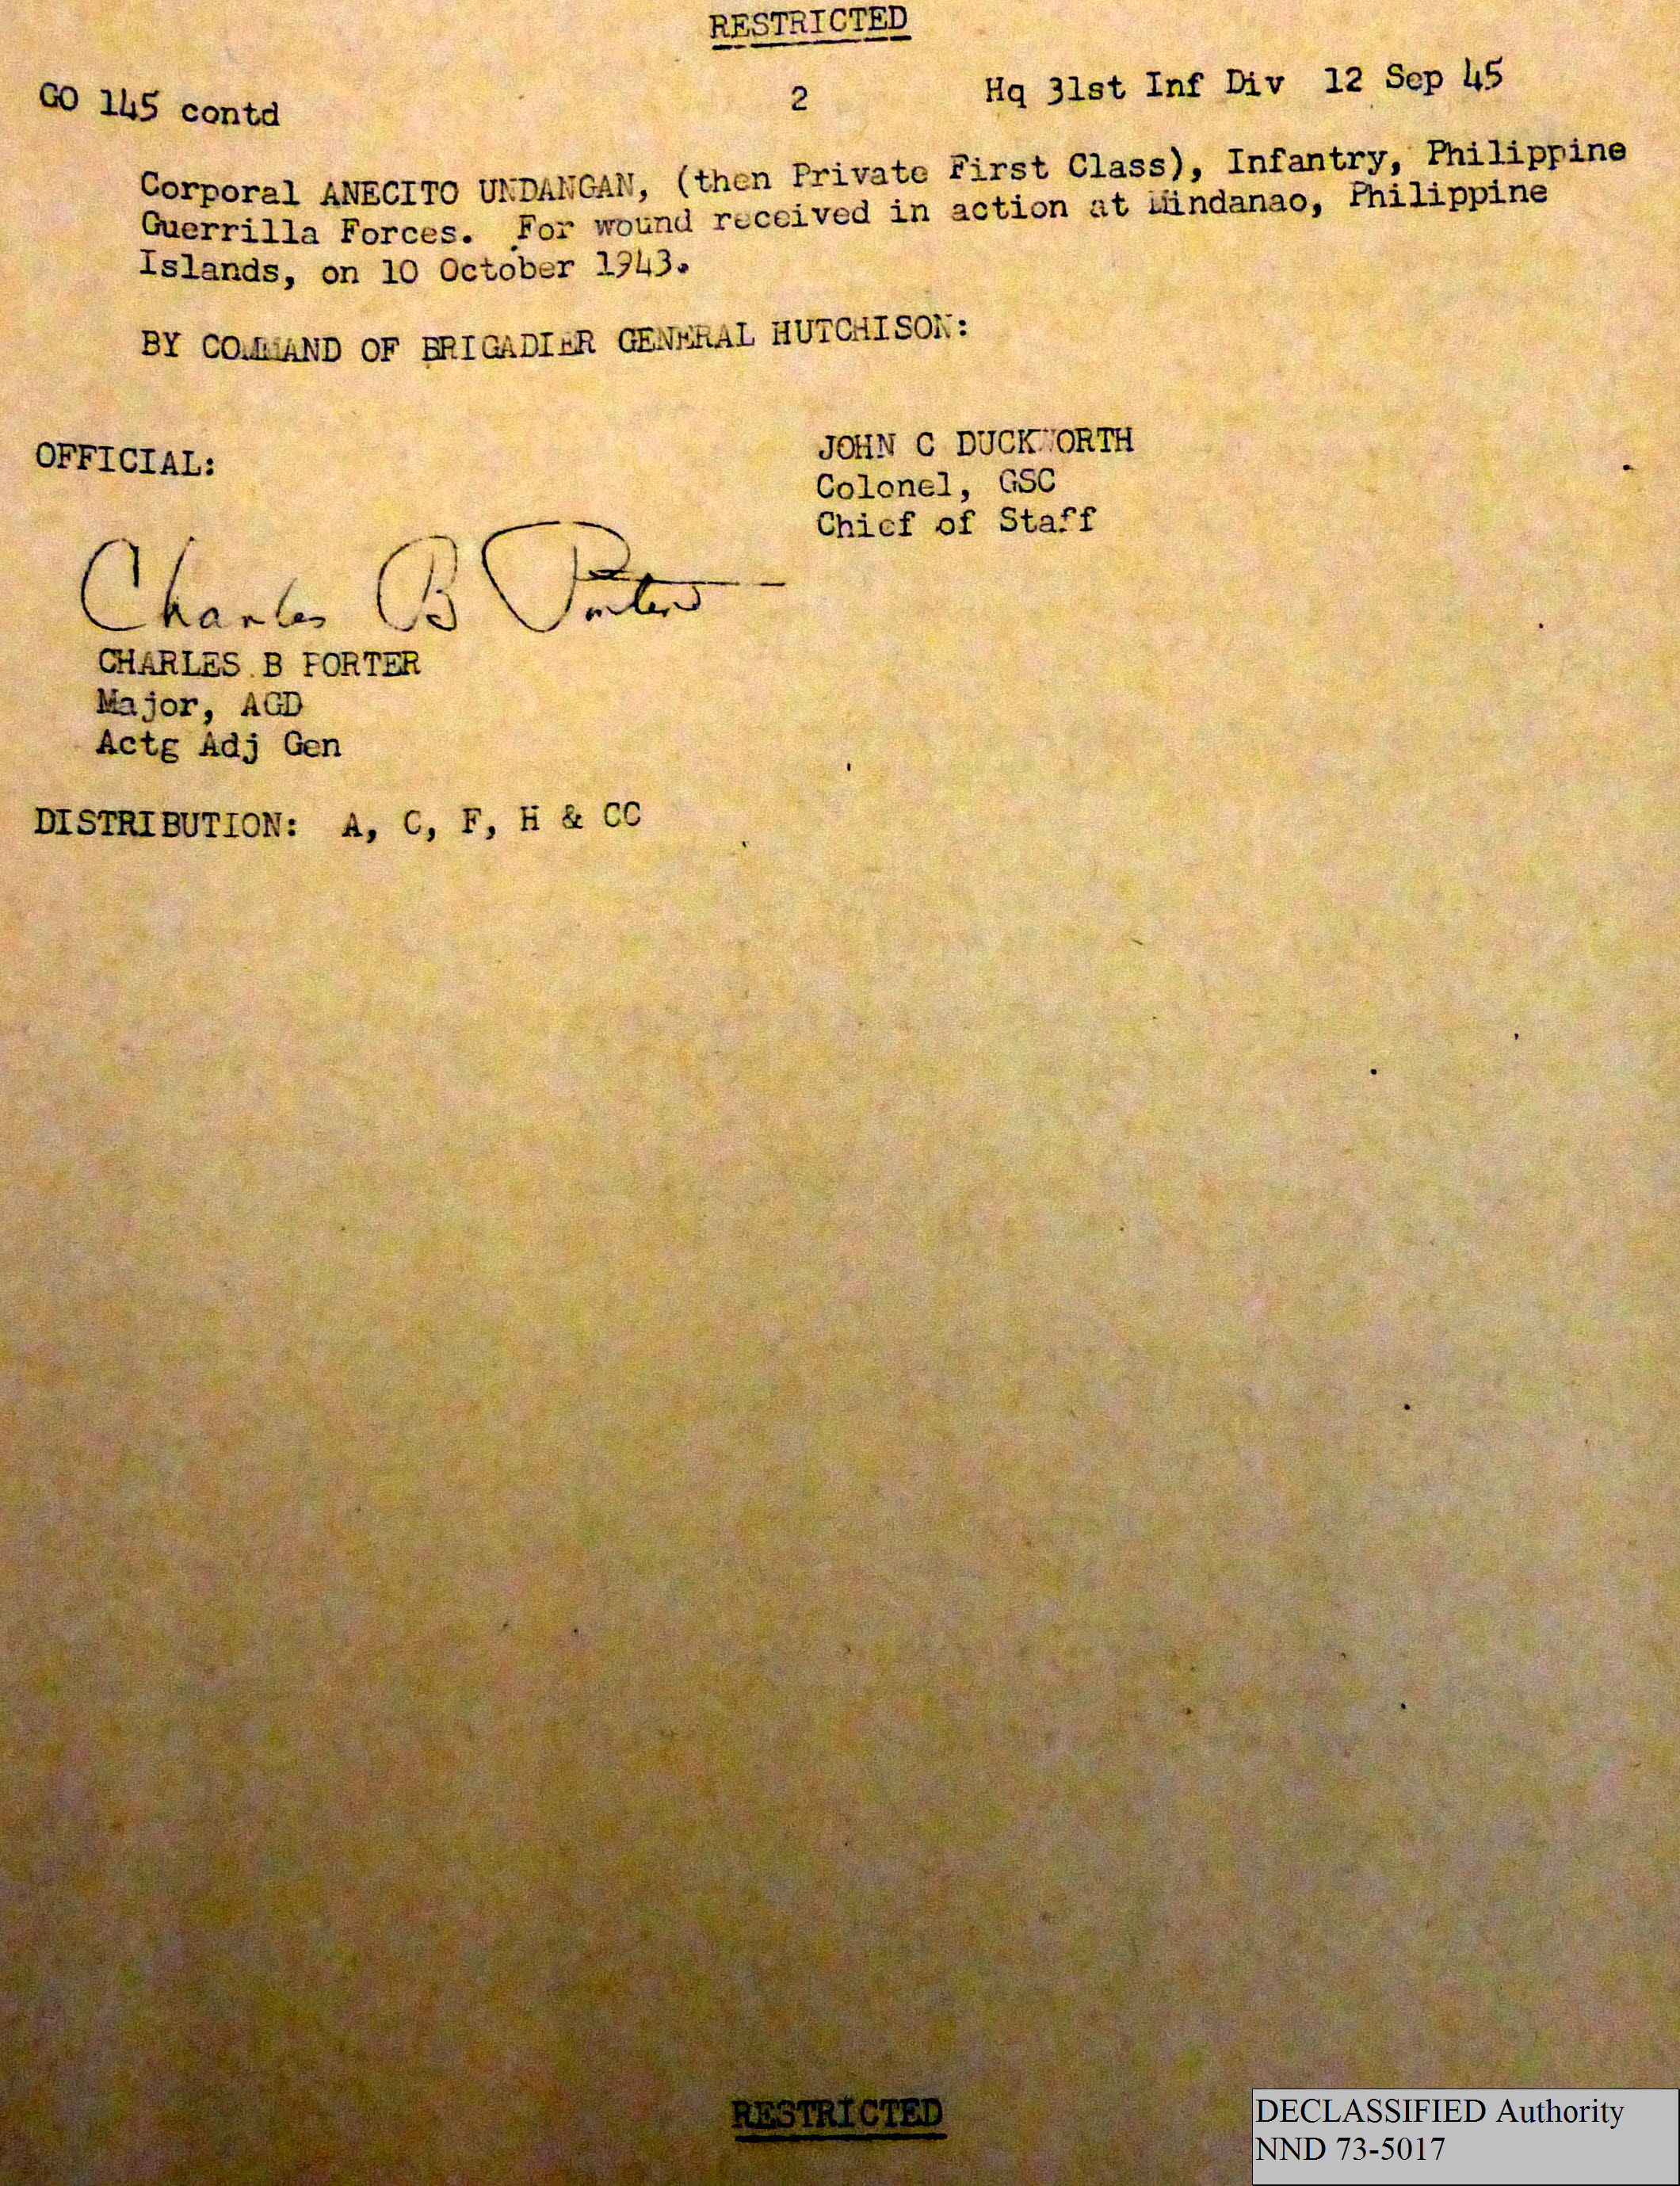 RESTRICTED
GO 145 contd 2 Hq 31st Inf Div 12 Sep 45
Corporal ANECITO UNDANGAN, (then Private First Class), Infantry, Philippine
Guerrilla Forces. For wound received in action at Mindanao, Philippine
Islands, on 10 October 1943.
BY COMMAND OF BRIGADIER GENERAL HUTCHISON:
JOHN C DUCKWORTH
Colonel, GSC
Chief of Staff
OFFICIAL:
Charles B Porter
CHARLES B PORTER
Major, AGD
Actg Adj Gen
DISTRIBUTION: A, C, F, H & CC
RESTRICTED
DECLASSIFIED Authority
NND 73-5017